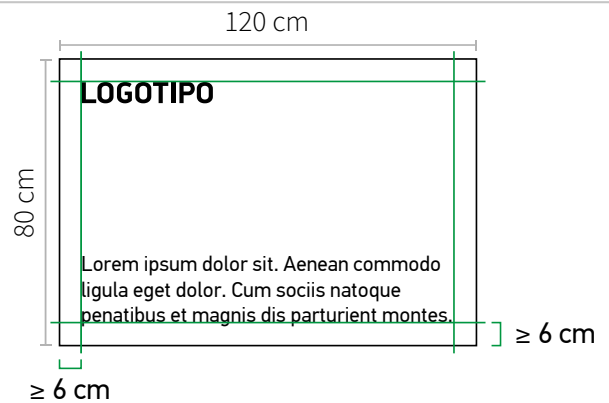 120 cm
LOGOTIPO
80 cm
Lorem ipsum dolor sit. Aenean commodo
ligula eget dolor. Cum sociis natoque
penatibus et magnis dis parturient montes.
≥ 6 cm
≥ 6 cm